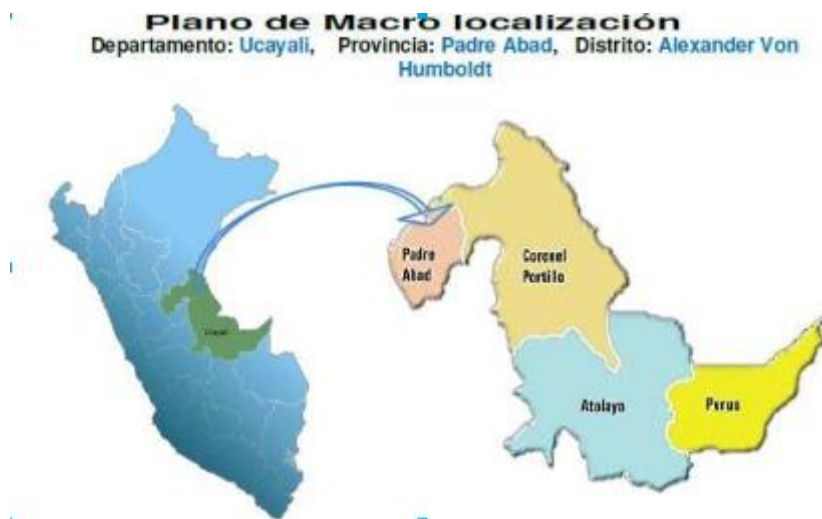 Plano de Macro localización
Departamento: Ucayali, Provincia: Padre Abad, Distrito: Alexander Von
Humboldt
Padre
Abad
Coronel
Portillo
Ucayali
Atalaya
Purus